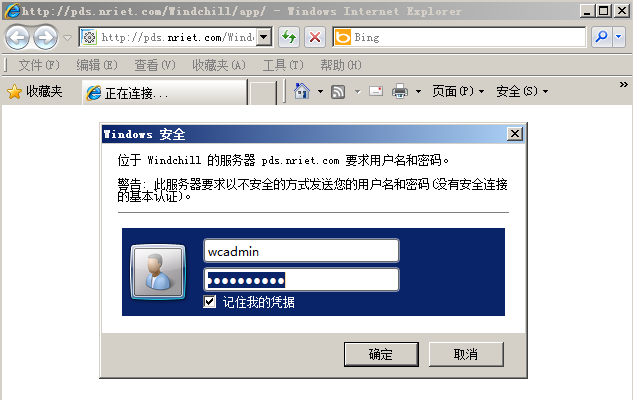 http://pds.nriet.com/Windchill/app/ - Windows Internet Explorer
http://pds.nriet.com/Wind
Bing
文件(F) 编辑(E) 查看(V) 收藏夹(A) 工具(T) 帮助(H)
收藏夹 正在连接... 页面(P) 安全(S) »
Windows 安全
位于 Windchill 的服务器 pds.nriet.com 要求用户名和密码。
警告: 此服务器要求以不安全的方式发送您的用户名和密码(没有安全连接
的基本认证)。
wcadmin
●●●●●●●●●●
记住我的凭据
确定 取消